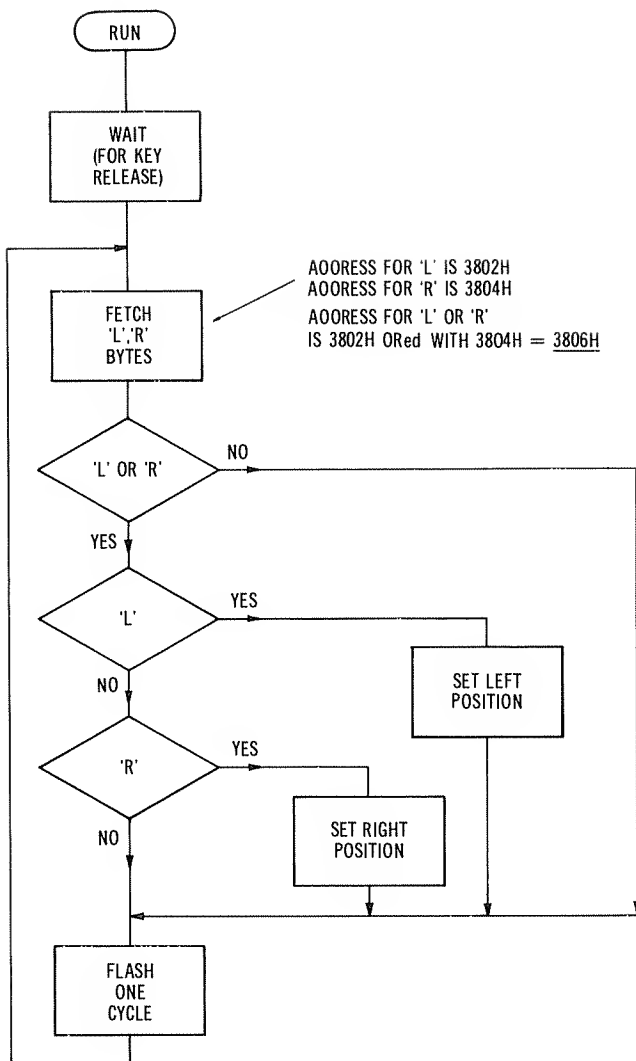 RUN
WAIT
(FOR KEY
RELEASE)
FETCH
'L','R'
BYTES
AOORESS FOR 'L' IS 3802H
AOORESS FOR 'R' IS 3804H
AOORESS FOR 'L' OR 'R'
IS 3802H ORed WITH 3804H = 3806H
'L' OR 'R'
NO
YES
'L'
YES
NO
SET LEFT
POSITION
'R'
YES
NO
SET RIGHT
POSITION
FLASH
ONE
CYCLE